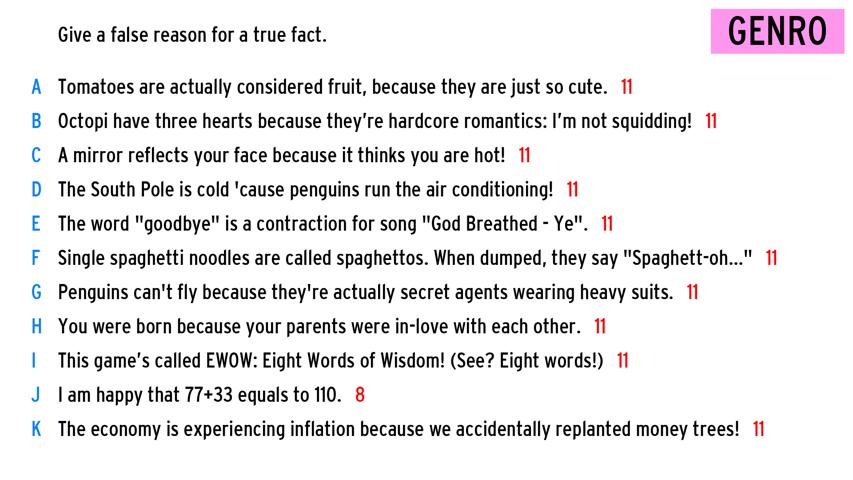 Give a false reason for a true fact.
GENRO
A Tomatoes are actually considered fruit, because they are just so cute. 11
B Octopi have three hearts because they're hardcore romantics: I'm not squidding! 11
C A mirror reflects your face because it thinks you are hot! 11
D The South Pole is cold 'cause penguins run the air conditioning! 11
E The word "goodbye" is a contraction for song "God Breathed - Ye". 11
F Single spaghetti noodles are called spaghettos. When dumped, they say "Spaghett-oh..." 11
G Penguins can't fly because they're actually secret agents wearing heavy suits. 11
H You were born because your parents were in-love with each other. 11
I This game's called EWOW: Eight Words of Wisdom! (See? Eight words!) 11
J I am happy that 77+33 equals to 110. 8
K The economy is experiencing inflation because we accidentally replanted money trees! 11